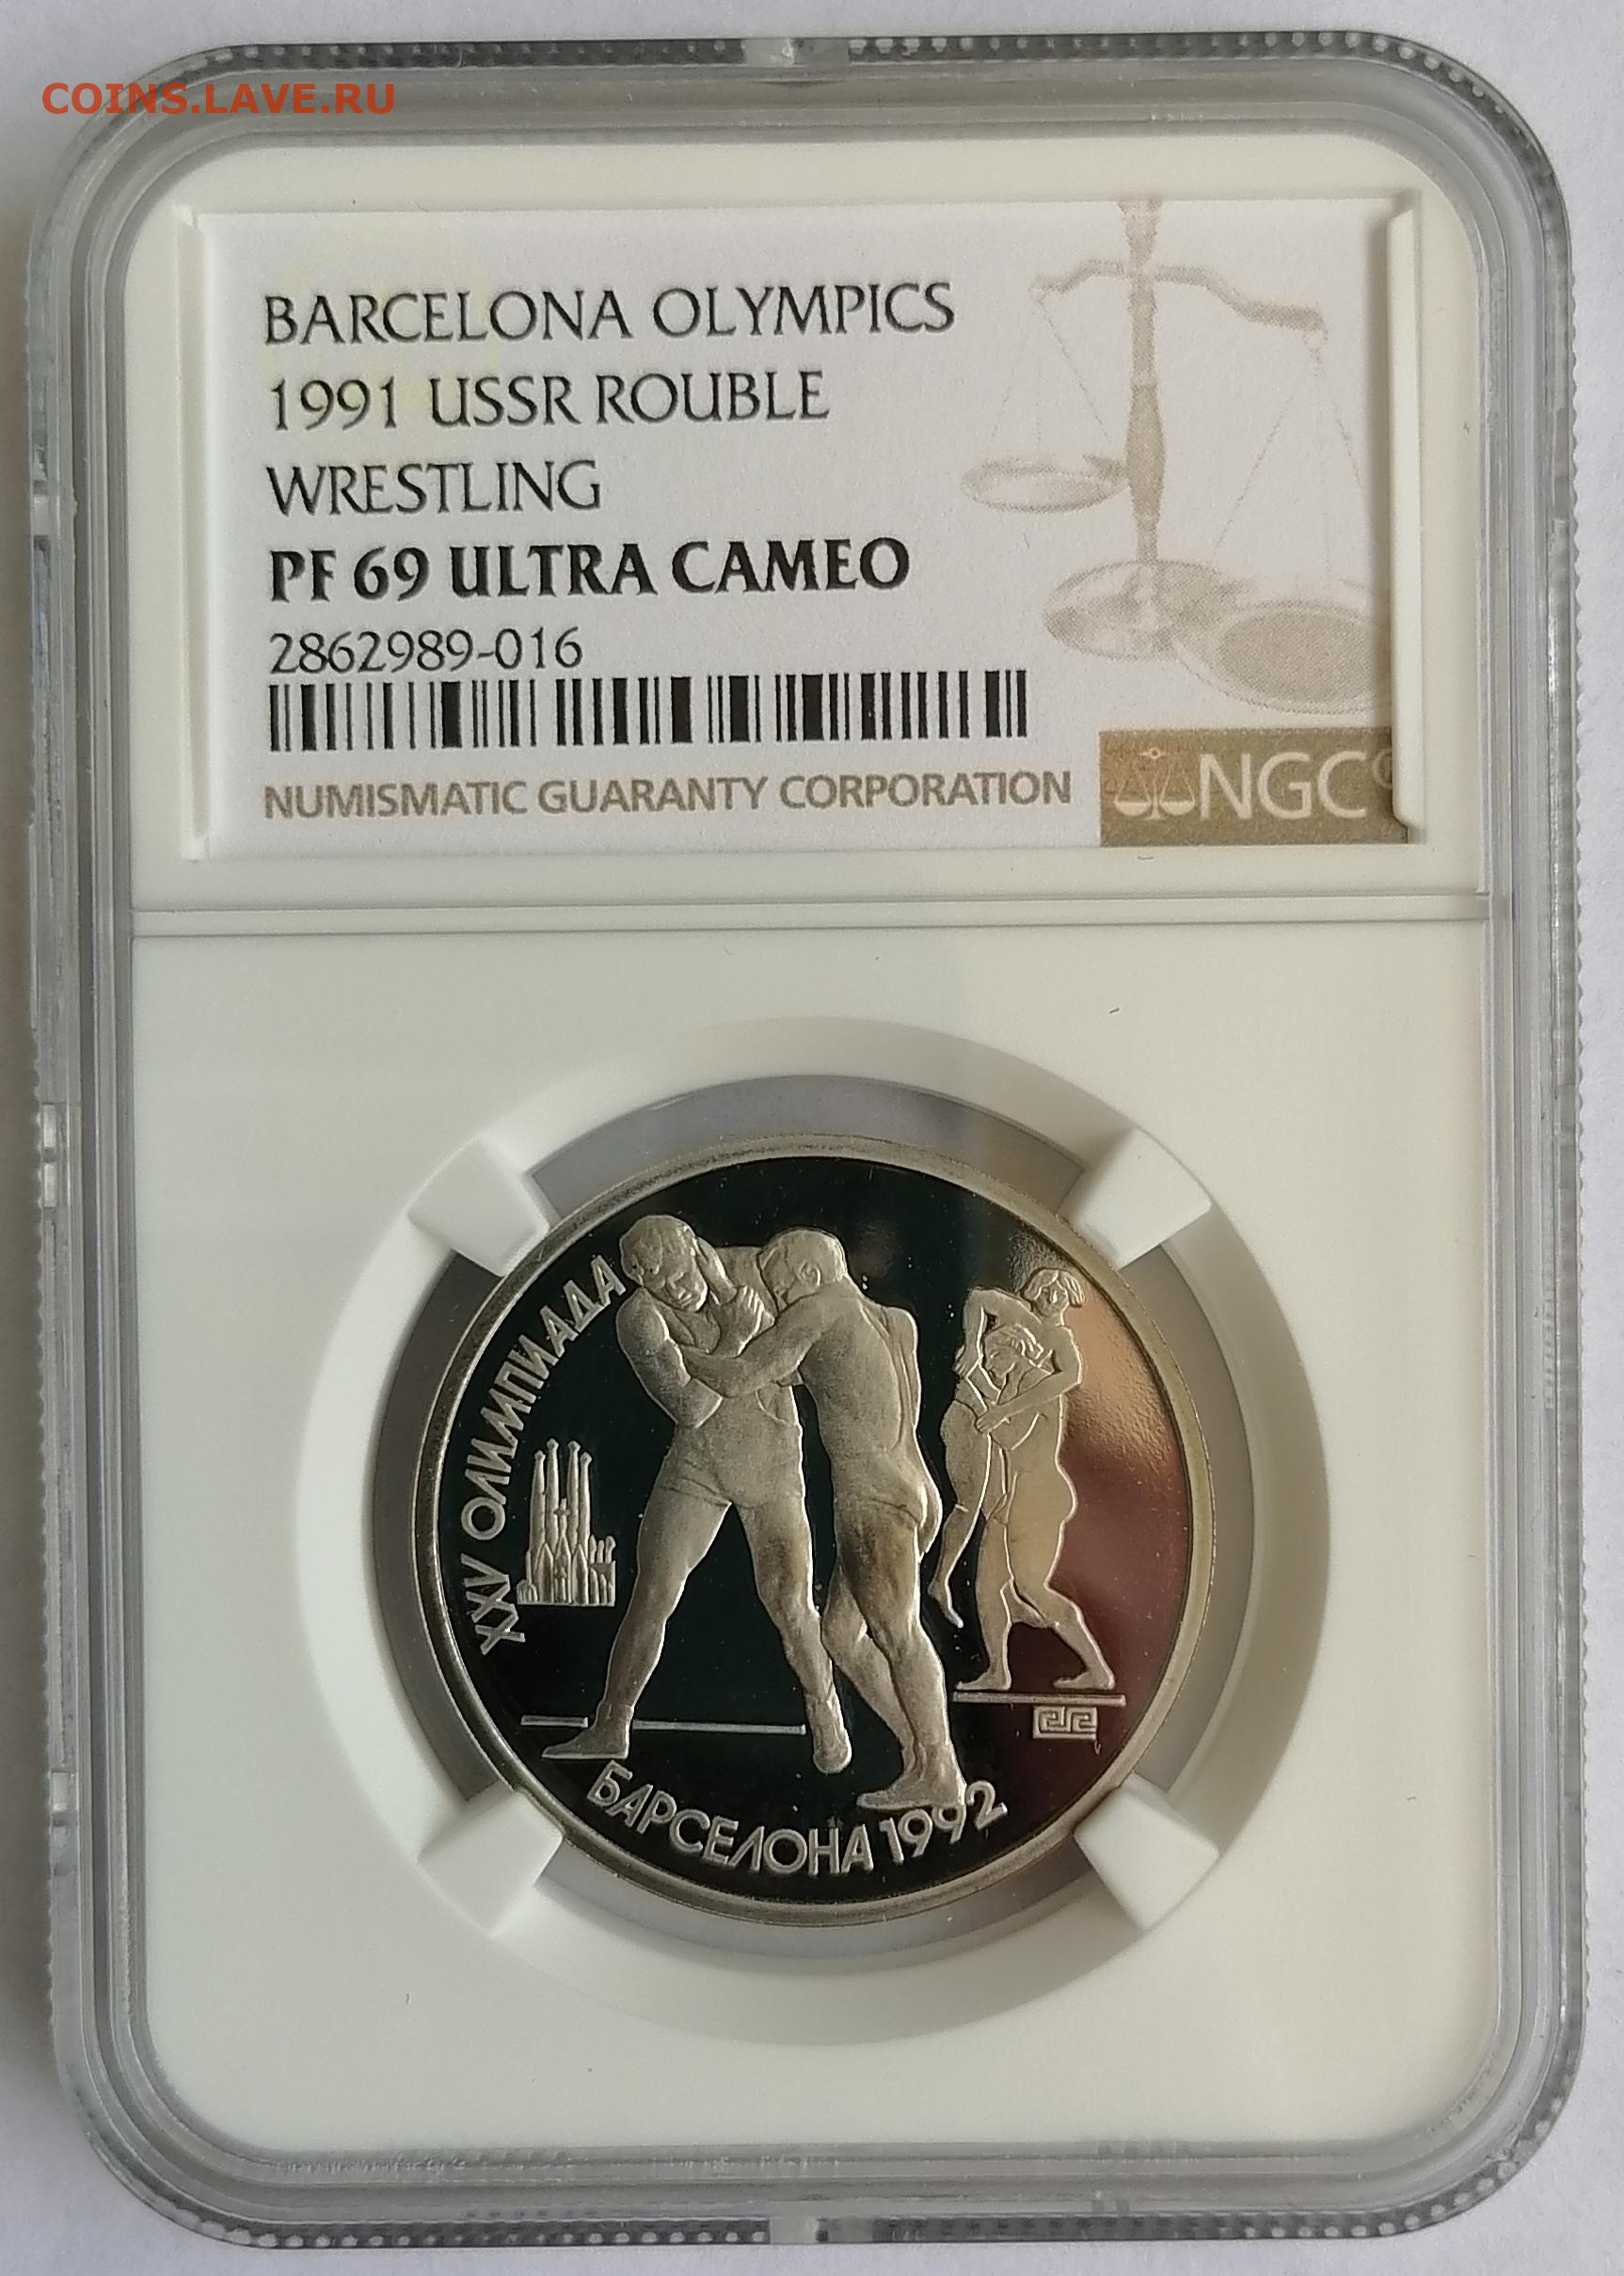 COINS.LAVE.RU
BARCELONA OLYMPICS
1991 USSR ROUBLE
WRESTLING
PF 69 ULTRA CAMEO
2862989-016
NUMISMATIC GUARANTY CORPORATION
NGC
XXV ОЛИМПИАДА
БАРСЕЛОНА 1992